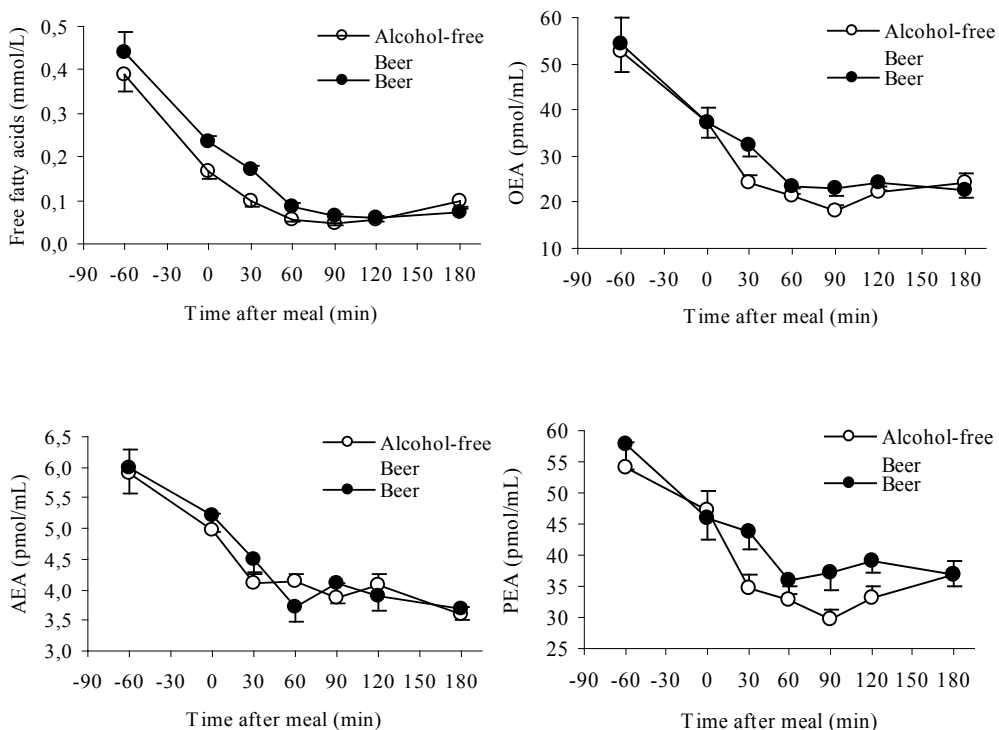 Free fatty acids (mmol/L)
0,5
0,4
0,3
0,2
0,1
0,0
-90 -60 -30 0 30 60 90 120 150 180
Time after meal (min)
Alcohol-free
Beer
Beer
OEA (pmol/mL)
60
50
40
30
20
10
-90 -60 -30 0 30 60 90 120 150 180
Time after meal (min)
Alcohol-free
Beer
Beer
AEA (pmol/mL)
6,5
6,0
5,5
5,0
4,5
4,0
3,5
3,0
-90 -60 -30 0 30 60 90 120 150 180
Time after meal (min)
Alcohol-free
Beer
Beer
PEA (pmol/mL)
60
55
50
45
40
35
30
25
-90 -60 -30 0 30 60 90 120 150 180
Time after meal (min)
Alcohol-free
Beer
Beer